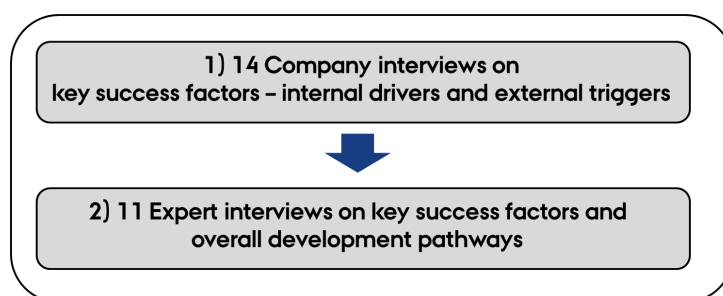 1) 14 Company interviews on
key success factors – internal drivers and external triggers
2) 11 Expert interviews on key success factors and
overall development pathways